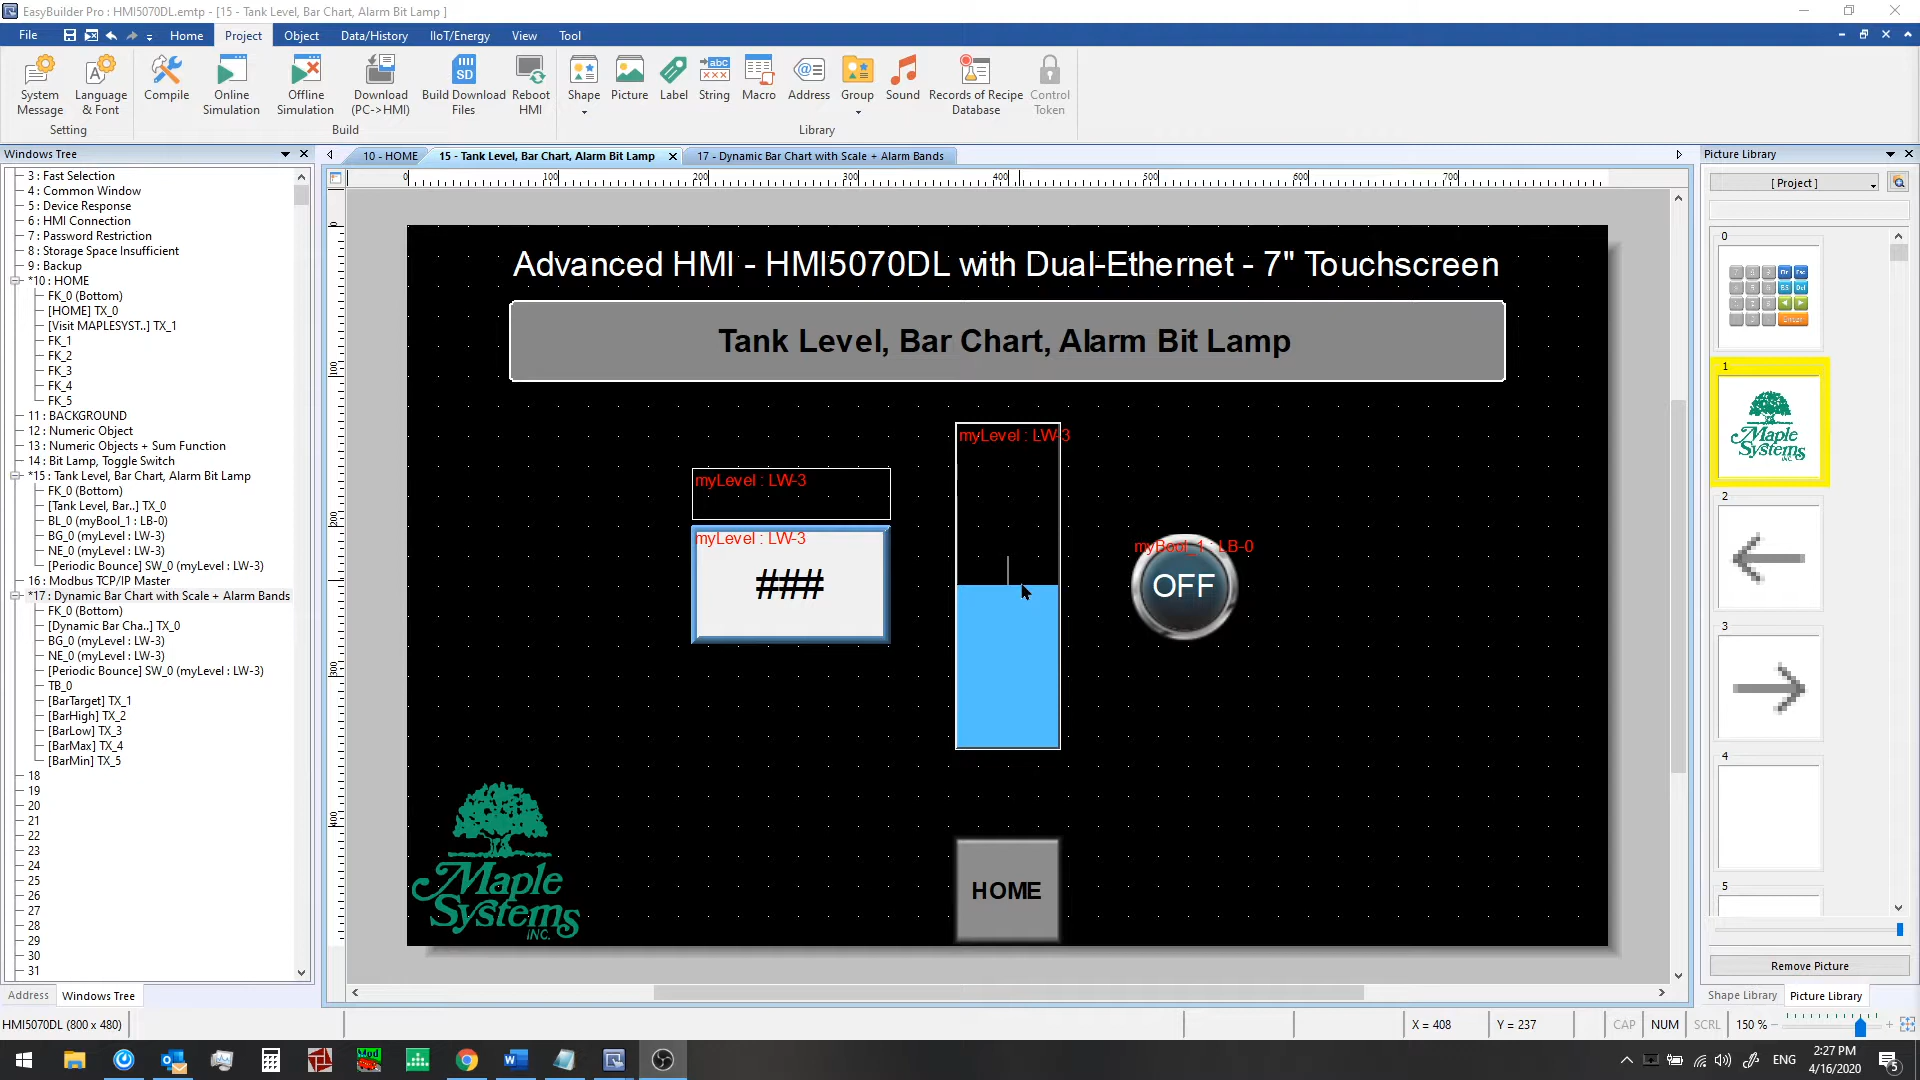 EasyBuilder Pro : HMI5070DL.emtp - [15 - Tank Level, Bar Chart, Alarm Bit Lamp ]
File Home Project Object Data/History IIoT/Energy View Tool
System Message
Language & Font
Compile
Online Simulation
Offline Simulation
Download (PC->HMI)
Build Download Files
Reboot HMI
Shape
Picture
Label
String
Macro
Address
Group
Sound
Records of Recipe Database
Control Token
Setting
Build
Library
Windows Tree
10 - HOME
15 - Tank Level, Bar Chart, Alarm Bit Lamp
17 - Dynamic Bar Chart with Scale + Alarm Bands
Picture Library
3 : Fast Selection
4 : Common Window
5 : Device Response
6 : HMI Connection
7 : Password Restriction
8 : Storage Space Insufficient
9 : Backup
*10 : HOME
FK_0 (Bottom)
[HOME] TX_0
[Visit MAPLESYST..] TX_1
FK_1
FK_2
FK_3
FK_4
FK_5
11 : BACKGROUND
12 : Numeric Object
13 : Numeric Objects + Sum Function
14 : Bit Lamp, Toggle Switch
*15 : Tank Level, Bar Chart, Alarm Bit Lamp
FK_0 (Bottom)
[Tank Level, Bar..] TX_0
BL_0 (myBool_1 : LB-0)
BG_0 (myLevel : LW-3)
NE_0 (myLevel : LW-3)
[Periodic Bounce] SW_0 (myLevel : LW-3)
16 : Modbus TCP/IP Master
*17 : Dynamic Bar Chart with Scale + Alarm Bands
FK_0 (Bottom)
[Dynamic Bar Cha..] TX_0
BG_0 (myLevel : LW-3)
NE_0 (myLevel : LW-3)
[Periodic Bounce] SW_0 (myLevel : LW-3)
TB_0
[BarTarget] TX_1
[BarHigh] TX_2
[BarLow] TX_3
[BarMax] TX_4
[BarMin] TX_5
18
19
20
21
22
23
24
25
26
27
28
29
30
31
Address
Windows Tree
0 100 200 300 400 500 600 700
0
100
200
300
400
Advanced HMI - HMI5070DL with Dual-Ethernet - 7" Touchscreen
Tank Level, Bar Chart, Alarm Bit Lamp
myLevel : LW-3
myLevel : LW-3
myLevel : LW-3
###
myBool_1 : LB-0
OFF
HOME
Maple
Systems
INC.
[ Project ]
0
1
Maple
Systems
INC.
2
3
4
5
Remove Picture
Shape Library
Picture Library
HMI5070DL (800 x 480)
X = 408
Y = 237
CAP NUM SCRL 150 %
ENG
2:27 PM
4/16/2020
5